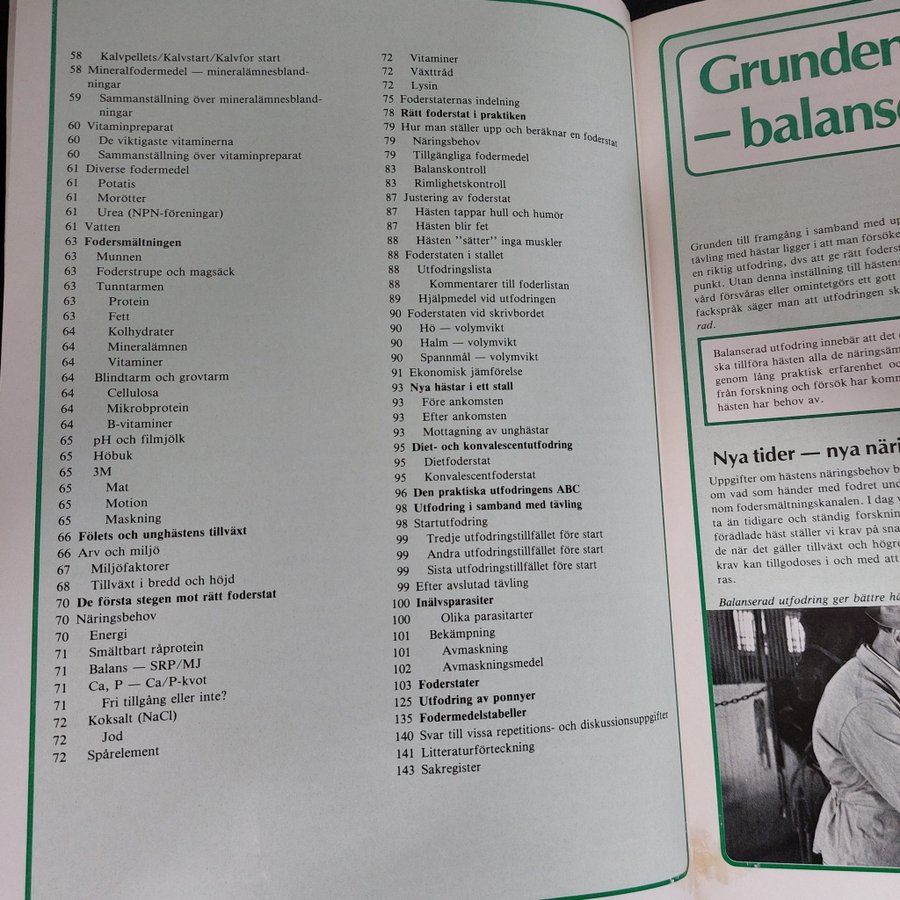 58 Kalvpellets/Kalvstart/Kalvfor start
58 Mineralfodermedel — mineralämnesbland-
ningar
59 Sammanställning över mineralämnesbland-
ningar
60 Vitaminpreparat
60 De viktigaste vitaminerna
60 Sammanställning över vitaminpreparat
61 Diverse fodermedel
61 Potatis
61 Morötter
61 Urea (NPN-föreningar)
61 Vatten
63 Fodersmältningen
63 Munnen
63 Foderstrupe och magsäck
63 Tunntarmen
63 Protein
63 Fett
64 Kolhydrater
64 Mineralämnen
64 Vitaminer
64 Blindtarm och grovtarm
64 Cellulosa
64 Mikrobprotein
64 B-vitaminer
65 pH och filmjölk
65 Höbuk
65 3M
65 Mat
65 Motion
65 Maskning
66 Fölets och unghästens tillväxt
66 Arv och miljö
67 Miljöfaktorer
68 Tillväxt i bredd och höjd
70 De första stegen mot rätt foderstat
70 Näringsbehov
70 Energi
71 Smältbart råprotein
71 Balans — SRP/MJ
71 Ca, P — Ca/P-kvot
71 Fri tillgång eller inte?
72 Koksalt (NaCl)
72 Jod
72 Spårelement
72 Vitaminer
72 Växttråd
72 Lysin
75 Foderstaternas indelning
78 Rätt foderstat i praktiken
79 Hur man ställer upp och beräknar en foderstat
79 Näringsbehov
79 Tillgängliga fodermedel
83 Balanskontroll
83 Rimlighetskontroll
87 Justering av foderstat
87 Hästen tappar hull och humör
87 Hästen blir fet
88 Hästen ”sätter” inga muskler
88 Foderstaten i stallet
88 Utfodringslista
88 Kommentarer till foderlistan
89 Hjälpmedel vid utfodringen
90 Foderstaten vid skrivbordet
90 Hö — volymvikt
90 Halm — volymvikt
90 Spannmål — volymvikt
91 Ekonomisk jämförelse
93 Nya hästar i ett stall
93 Före ankomsten
93 Efter ankomsten
93 Mottagning av unghästar
95 Diet- och konvalescentutfodring
95 Dietfoderstat
95 Konvalescentfoderstat
96 Den praktiska utfodringens ABC
98 Utfodring i samband med tävling
98 Startutfodring
99 Tredje utfodringstillfället före start
99 Andra utfodringstillfället före start
99 Sista utfodringstillfället före start
99 Efter avslutad tävling
100 Inälvsparasiter
100 Olika parasitarter
101 Bekämpning
101 Avmaskning
102 Avmaskningsmedel
103 Foderstater
125 Utfodring av ponnyer
135 Fodermedelstabeller
140 Svar till vissa repetitions- och diskussionsuppgifter
141 Litteraturförteckning
143 Sakregister
Grunden
— balans
Grunden till framgång i samband med up
tävling med hästar ligger i att man försöke
en riktig utfodring, dvs att ge rätt foderst
punkt. Utan denna inställning till hästens
vård försvåras eller omintetgörs ett gott
fackspråk säger man att utfodringen sk
rad.
Balanserad utfodring innebär att det
ska tillföra hästen alla de näringsäm
genom lång praktisk erfarenhet oc
från forskning och försök har komm
hästen har behov av.
Nya tider — nya näri
Uppgifter om hästens näringsbehov b
om vad som händer med fodret und
nom fodersmältningskanalen. I dag v
ta än tidigare och ständig forskning
förädlade häst ställer vi krav på sna
de när det gäller tillväxt och högre
krav kan tillgodoses i och med att
ras.
Balanserad utfodring ger bättre hä